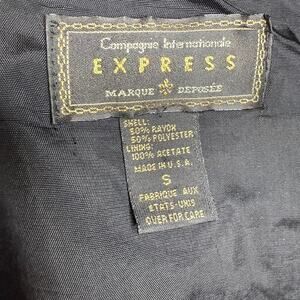 Compagnie Internationale
EXPRESS
MARQUE DEPOSÉE
SHELL:
50% RAYON
50% POLYESTER
LINING:
100% ACETATE
MADE IN U.S.A.
S
FABRIQUE AUX
ETATS-UNIS
OVER FOR CARE